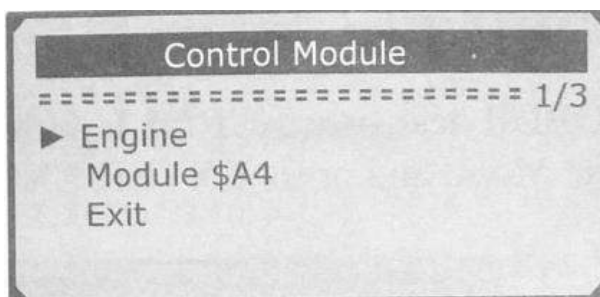 Control Module
======================= 1/3
► Engine
Module $A4
Exit